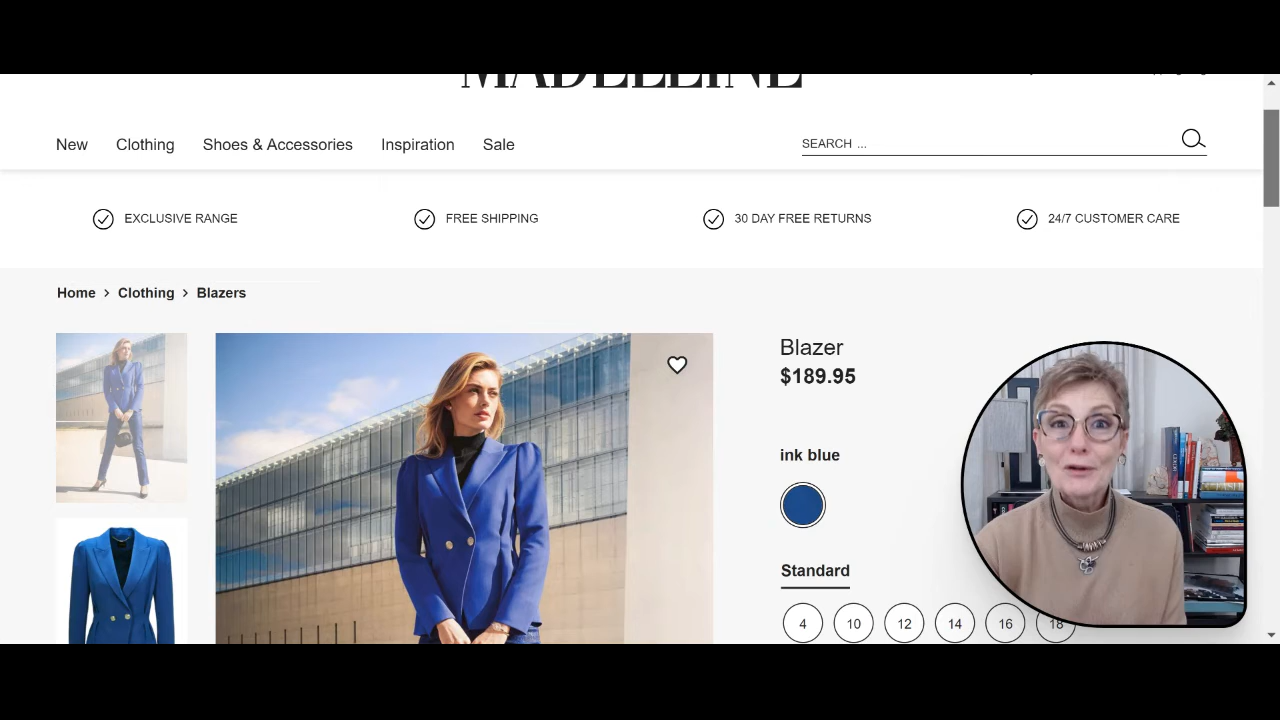 MADELEINE
New Clothing Shoes & Accessories Inspiration Sale
SEARCH ...
EXCLUSIVE RANGE FREE SHIPPING 30 DAY FREE RETURNS 24/7 CUSTOMER CARE
Home > Clothing > Blazers
Blazer
$189.95
ink blue
Standard
4 10 12 14 16 18